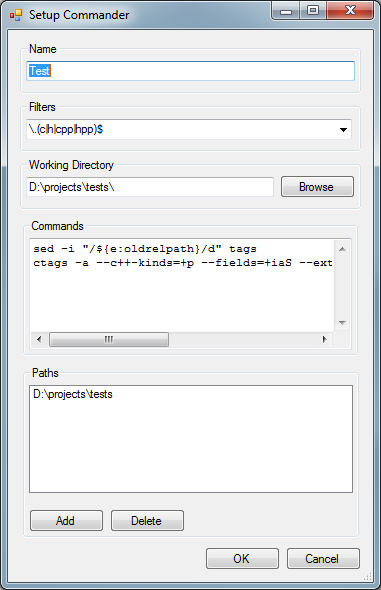 Setup Commander
Name
Test
Filters
\.(c|h|cpp|hpp)$
Working Directory
D:\projects\tests\
Browse
Commands
sed -i "/${e:oldrelpath}/d" tags
ctags -a --c++-kinds=+p --fields=+iaS --ext
Paths
D:\projects\tests
Add
Delete
OK
Cancel